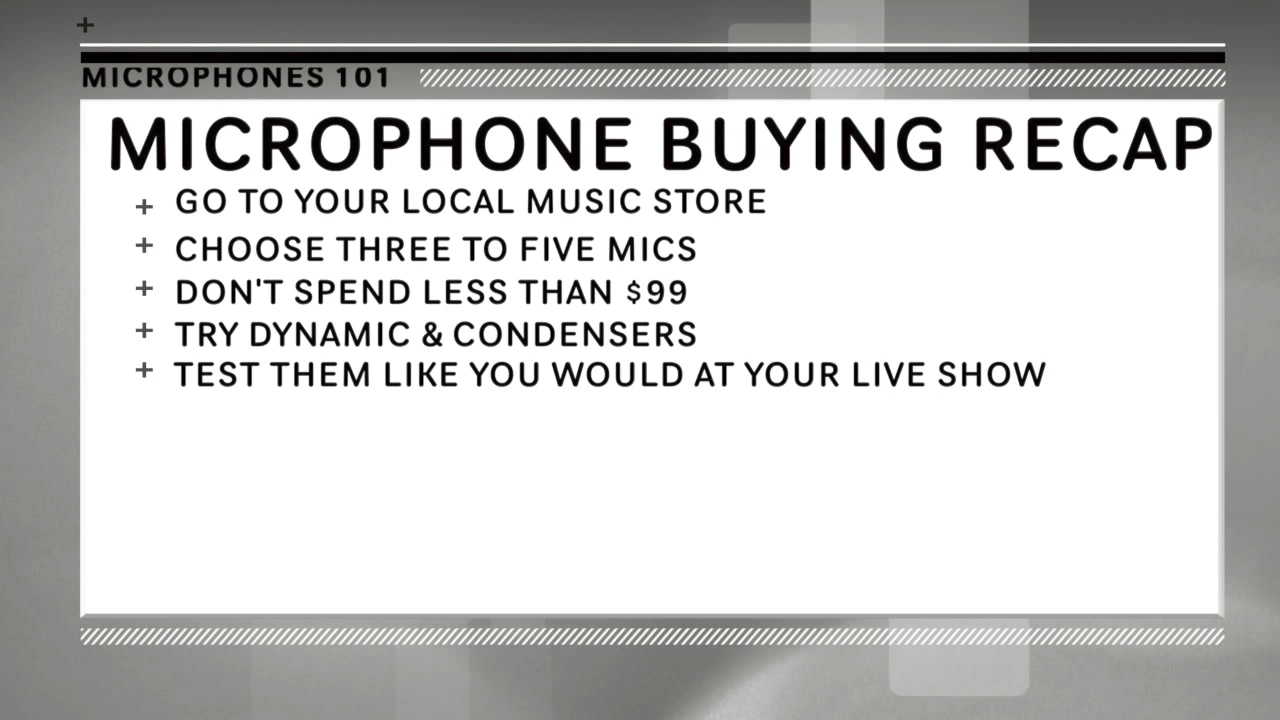 MICROPHONES 101
MICROPHONE BUYING RECAP
+ GO TO YOUR LOCAL MUSIC STORE
+ CHOOSE THREE TO FIVE MICS
+ DON'T SPEND LESS THAN $99
+ TRY DYNAMIC & CONDENSERS
+ TEST THEM LIKE YOU WOULD AT YOUR LIVE SHOW